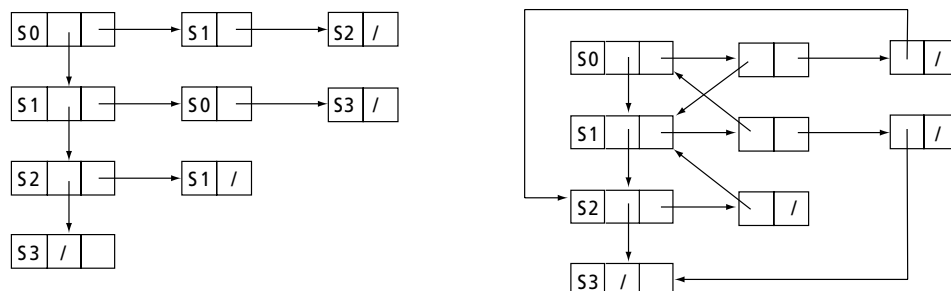 S0 S1 S2 /
S1 S0 S3 /
S2 S1 /
S3 /
S0 /
S1 /
S2 /
S3 /